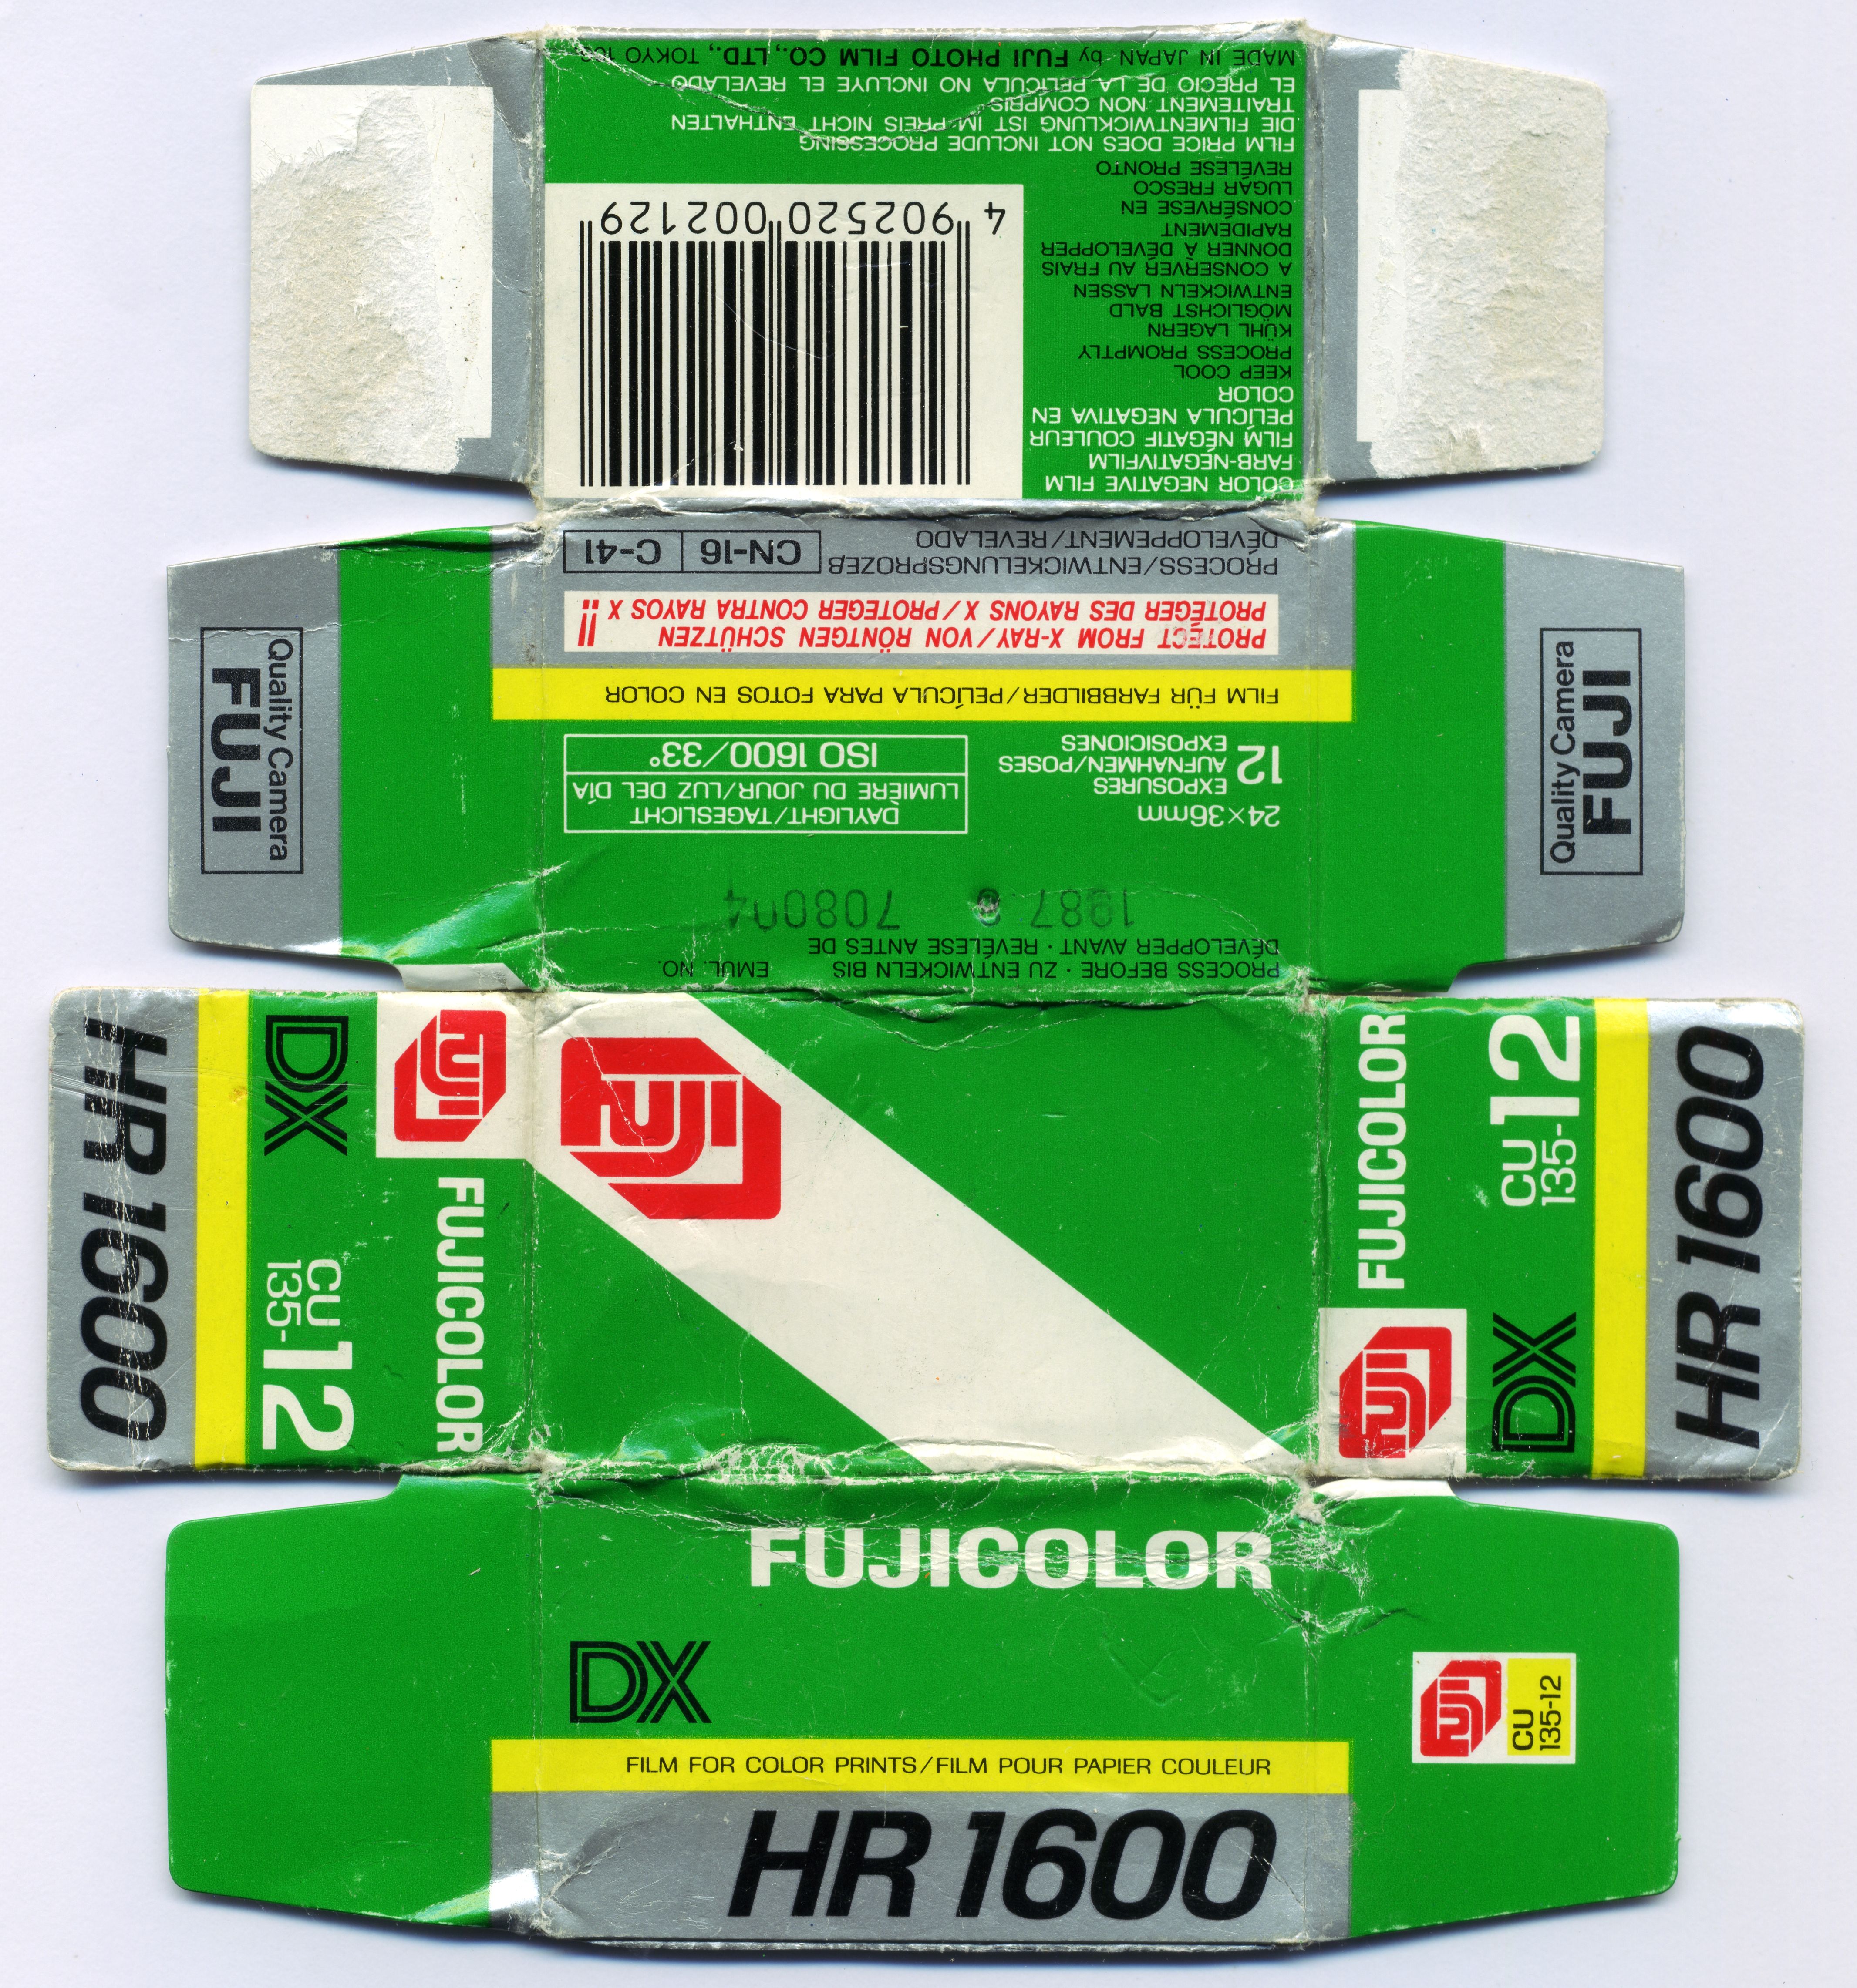 COLOR NEGATIVE FILM
FARB-NEGATIVFILM
FILM NÉGATIF COULEUR
PELÍCULA NEGATIVA EN
COLOR
KEEP COOL
PROCESS PROMPTLY
KÜHL LAGERN
MÖGLICHST BALD
ENTWICKELN LASSEN
A CONSERVER AU FRAIS
DONNER À DÉVELOPPER
RAPIDEMENT
CONSÉRVESE EN
LUGAR FRESCO
REVÉLESE PRONTO
4 902520 002129
FILM PRICE DOES NOT INCLUDE PROCESSING
DIE FILMENTWICKLUNG IST IM PREIS NICHT ENTHALTEN
TRAITEMENT NON COMPRIS
EL PRECIO DE LA PELICULA NO INCLUYE EL REVELADO
MADE IN JAPAN by FUJI PHOTO FILM CO., LTD., TOKYO
PROCESS BEFORE · ZU ENTWICKELN BIS EMUL. NO.
DÉVELOPPER AVANT · REVÉLESE ANTES DE
1987 708004
24×36mm
12 EXPOSURES
AUFNAHMEN/POSES
EXPOSICIONES
DAYLIGHT/TAGESLICHT
LUMIÈRE DU JOUR/LUZ DEL DÍA
ISO 1600/33°
FILM FÜR FARBBILDER/PELÍCULA PARA FOTOS EN COLOR
PROTECT FROM X-RAY/VON RÖNTGEN SCHÜTZEN
PROTÉGER DES RAYONS X/PROTEGER CONTRA RAYOS X !!
PROCESS/ENTWICKELUNGSPROZEß
DÉVELOPPEMENT/REVELADO
CN-16 C-41
Quality Camera
FUJI
Quality Camera
FUJI
FUJI
FUJICOLOR
DX
CU
135-12
HR 1600
FUJI
FUJI
FUJICOLOR
CU
135-12
DX
HR 1600
FUJICOLOR
DX
FILM FOR COLOR PRINTS/FILM POUR PAPIER COULEUR
HR 1600
FUJI
CU
135-12